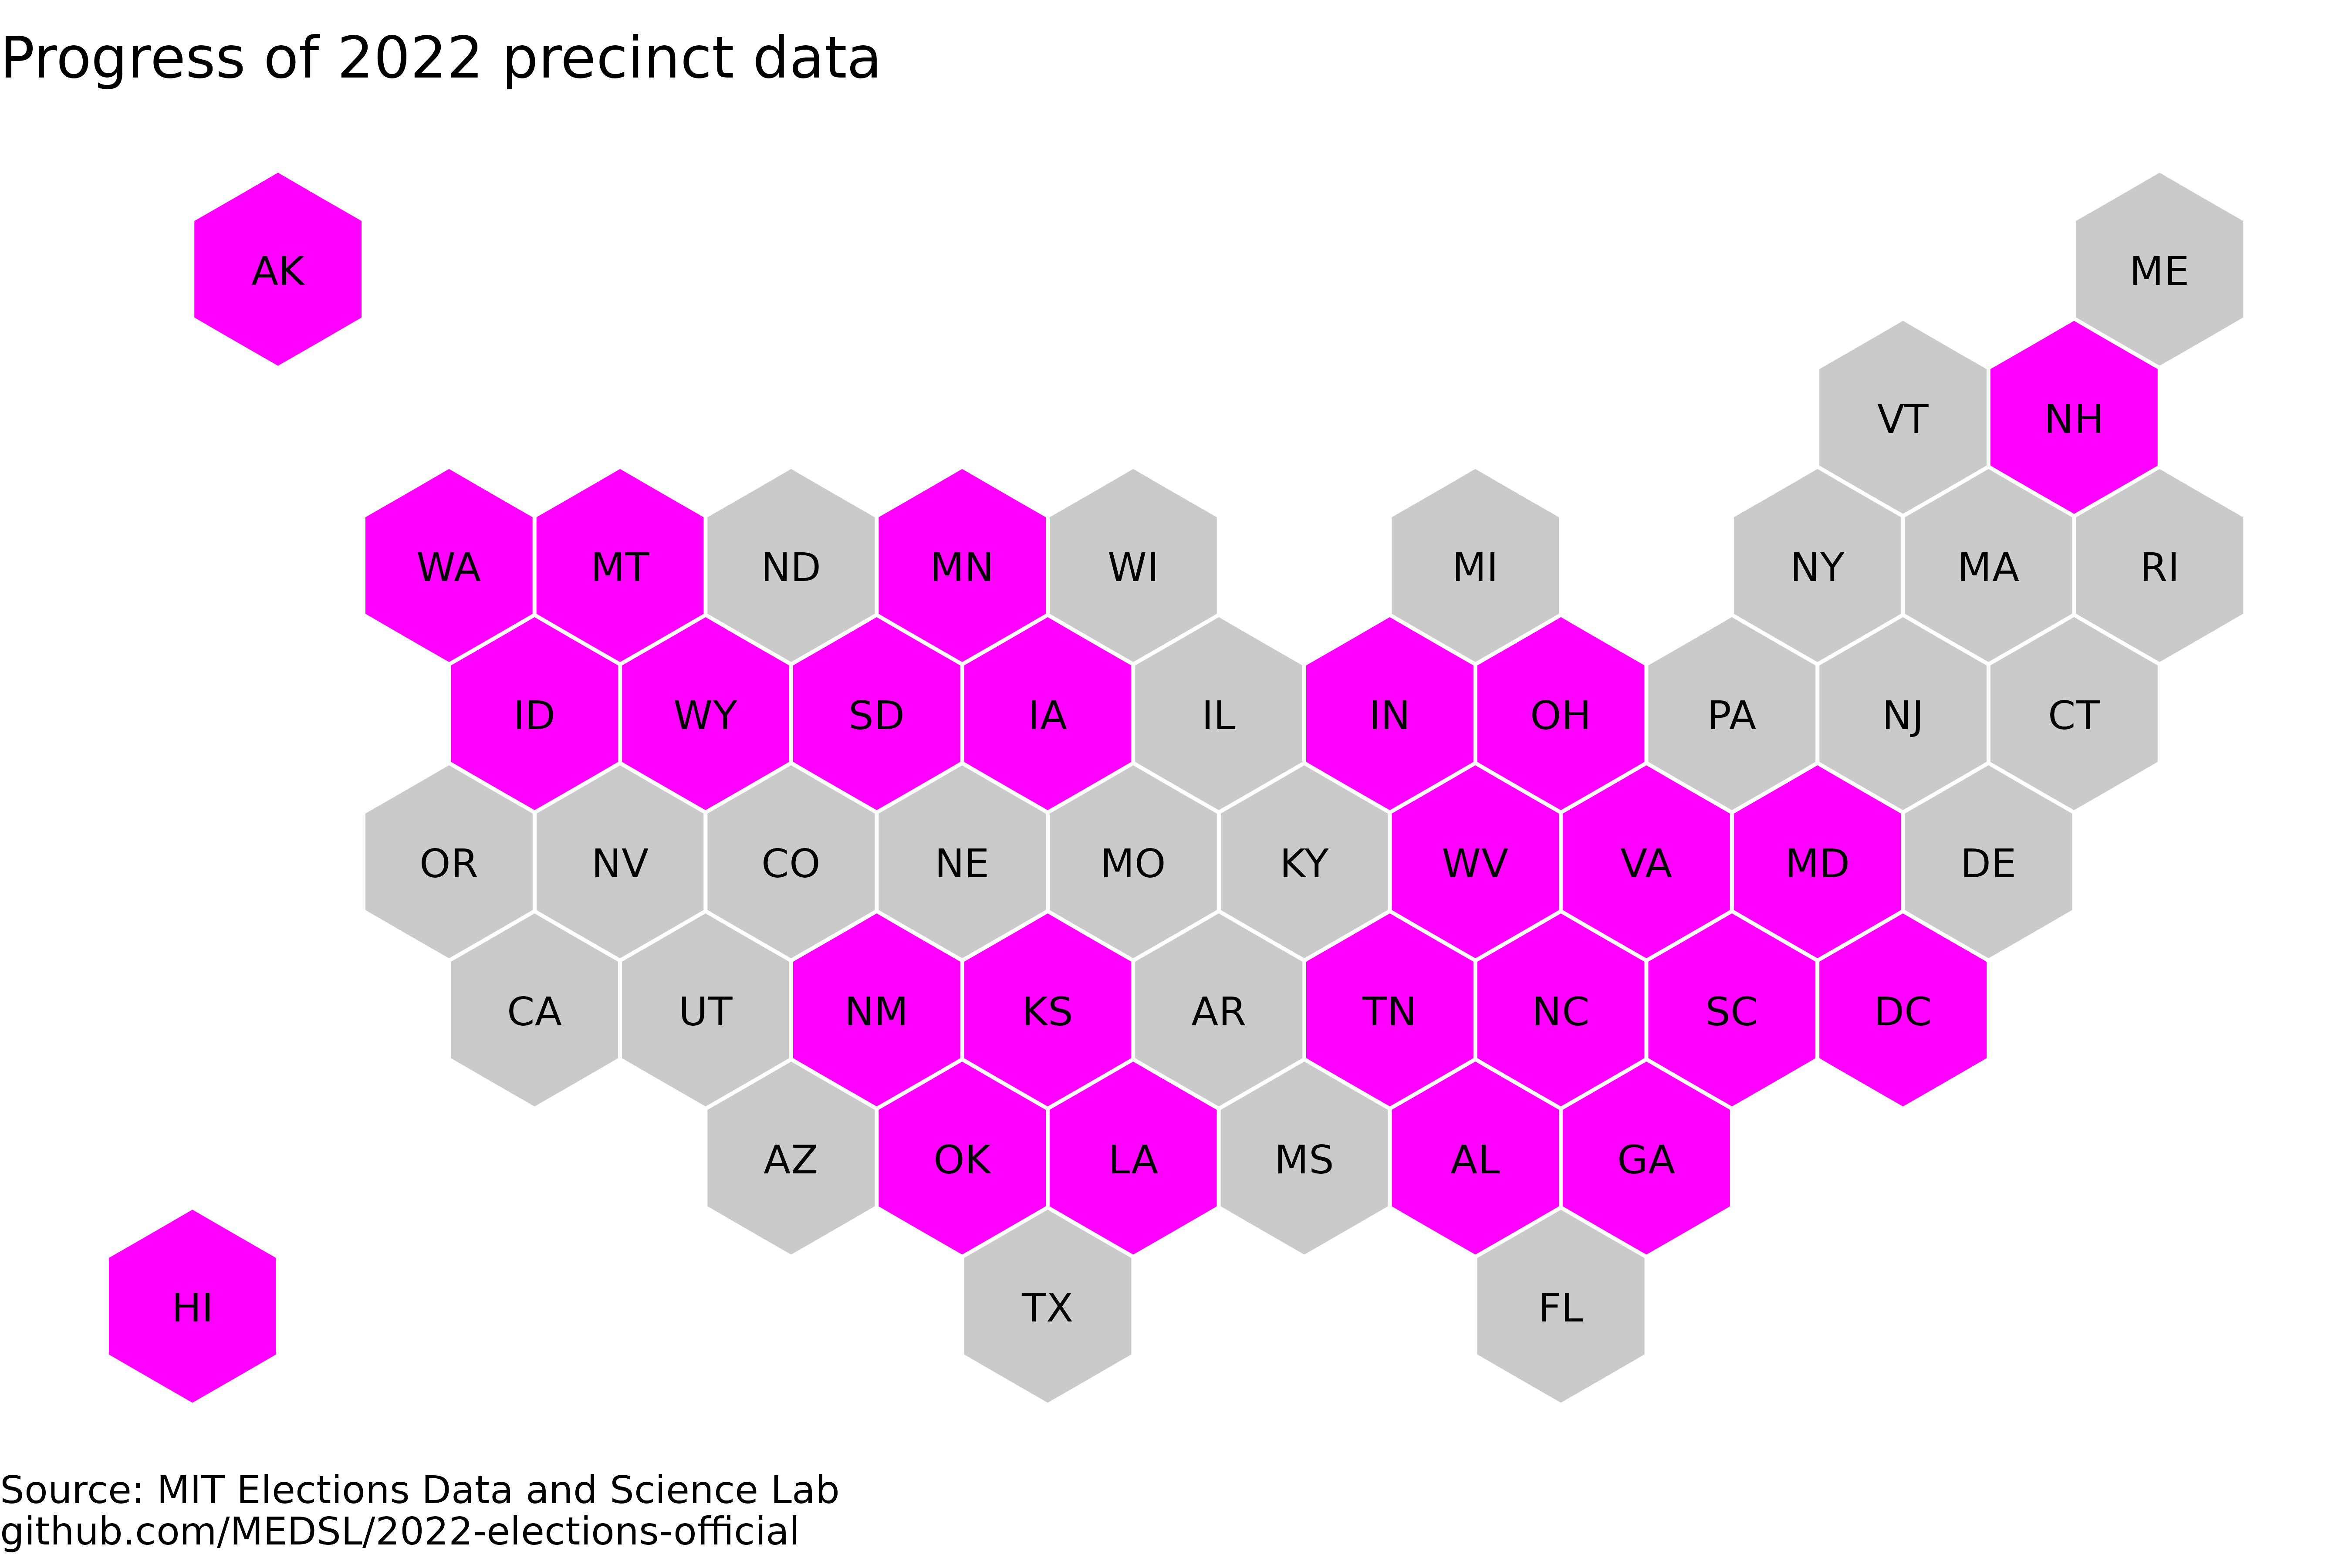 Progress of 2022 precinct data
AK
ME
VT NH
WA MT ND MN WI MI NY MA RI
ID WY SD IA IL IN OH PA NJ CT
OR NV CO NE MO KY WV VA MD DE
CA UT NM KS AR TN NC SC DC
AZ OK LA MS AL GA
HI TX FL
Source: MIT Elections Data and Science Lab
github.com/MEDSL/2022-elections-official